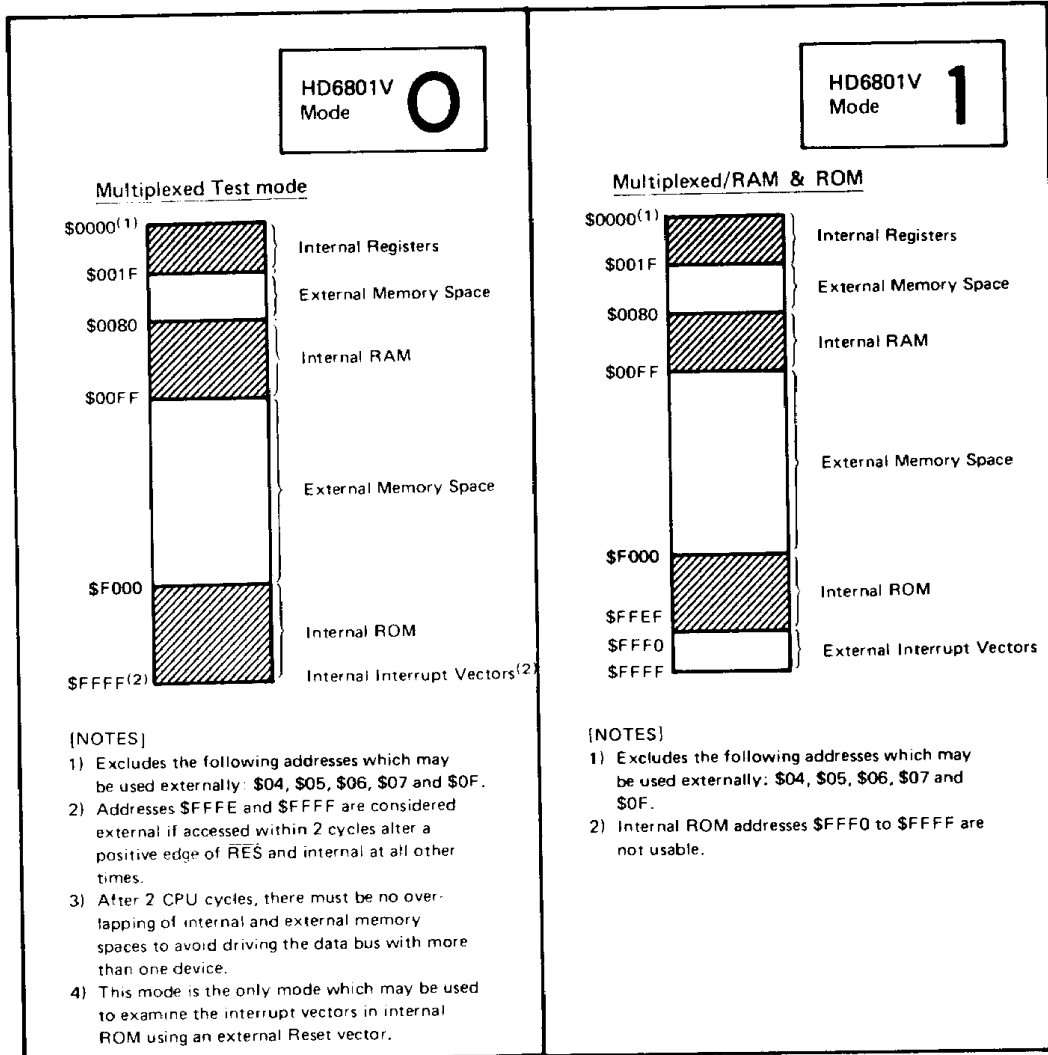 HD6801V
Mode 0
Multiplexed Test mode
$0000(1)
Internal Registers
$001F
External Memory Space
$0080
Internal RAM
$00FF
External Memory Space
$F000
Internal ROM
$FFFF(2)
Internal Interrupt Vectors(2)
[NOTES]
1) Excludes the following addresses which may
be used externally: $04, $05, $06, $07 and $0F.
2) Addresses $FFFE and $FFFF are considered
external if accessed within 2 cycles alter a
positive edge of R̅E̅S̅ and internal at all other
times.
3) After 2 CPU cycles, there must be no over-
lapping of internal and external memory
spaces to avoid driving the data bus with more
than one device.
4) This mode is the only mode which may be used
to examine the interrupt vectors in internal
ROM using an external Reset vector.
HD6801V
Mode 1
Multiplexed/RAM & ROM
$0000(1)
Internal Registers
$001F
External Memory Space
$0080
Internal RAM
$00FF
External Memory Space
$F000
Internal ROM
$FFEF
$FFF0
External Interrupt Vectors
$FFFF
[NOTES]
1) Excludes the following addresses which may
be used externally: $04, $05, $06, $07 and
$0F.
2) Internal ROM addresses $FFF0 to $FFFF are
not usable.